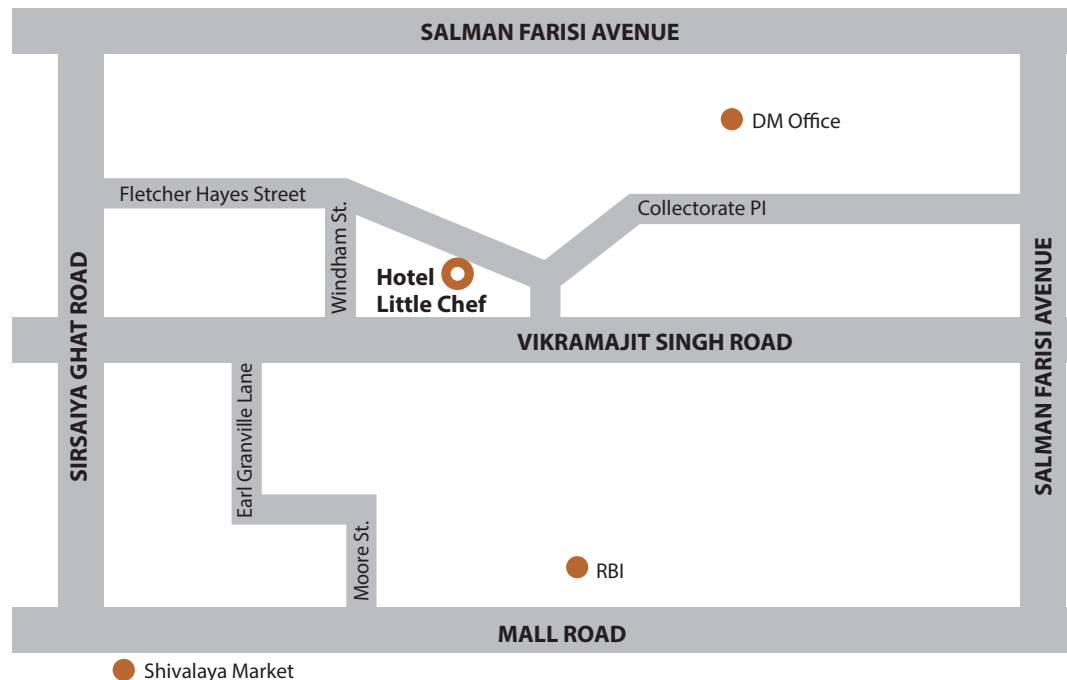 SALMAN FARISI AVENUE
DM Office
Fletcher Hayes Street
Collectorate Pl
Windham St.
Hotel
Little Chef
SIRSAIYA GHAT ROAD
SALMAN FARISI AVENUE
VIKRAMAJIT SINGH ROAD
Earl Granville Lane
Moore St.
RBI
MALL ROAD
Shivalaya Market